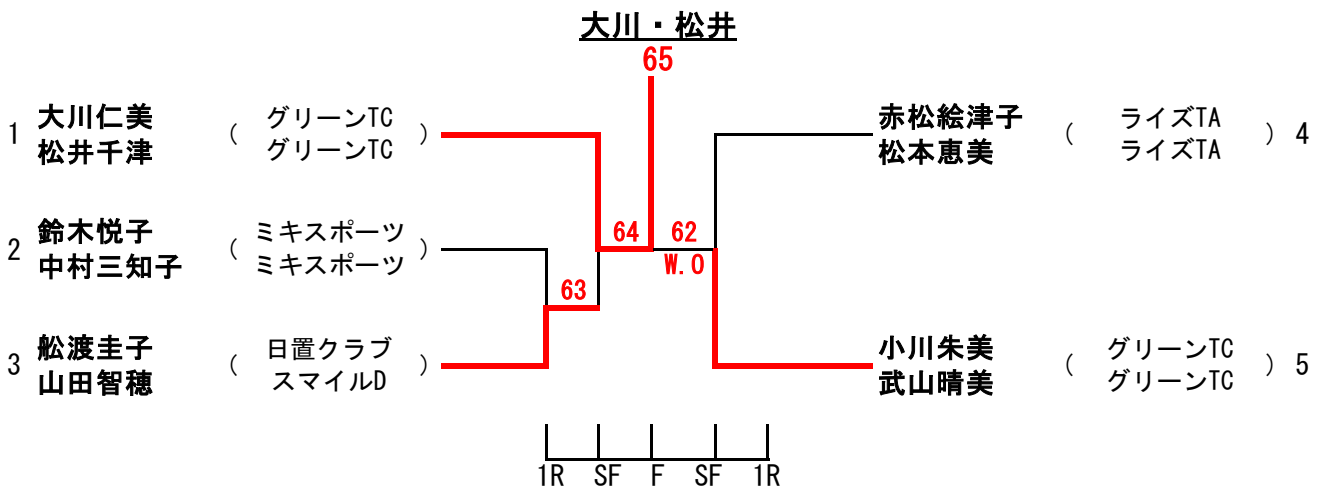 大川・松井
65
1 大川仁美 ( グリーンTC )
松井千津 グリーンTC
赤松絵津子 ( ライズTA ) 4
松本恵美 ライズTA
64 62
W.O
2 鈴木悦子 ( ミキスポーツ )
中村三知子 ミキスポーツ
63
3 舩渡圭子 ( 日置クラブ )
山田智穂 スマイルD
小川朱美 ( グリーンTC ) 5
武山晴美 グリーンTC
1R SF F SF 1R